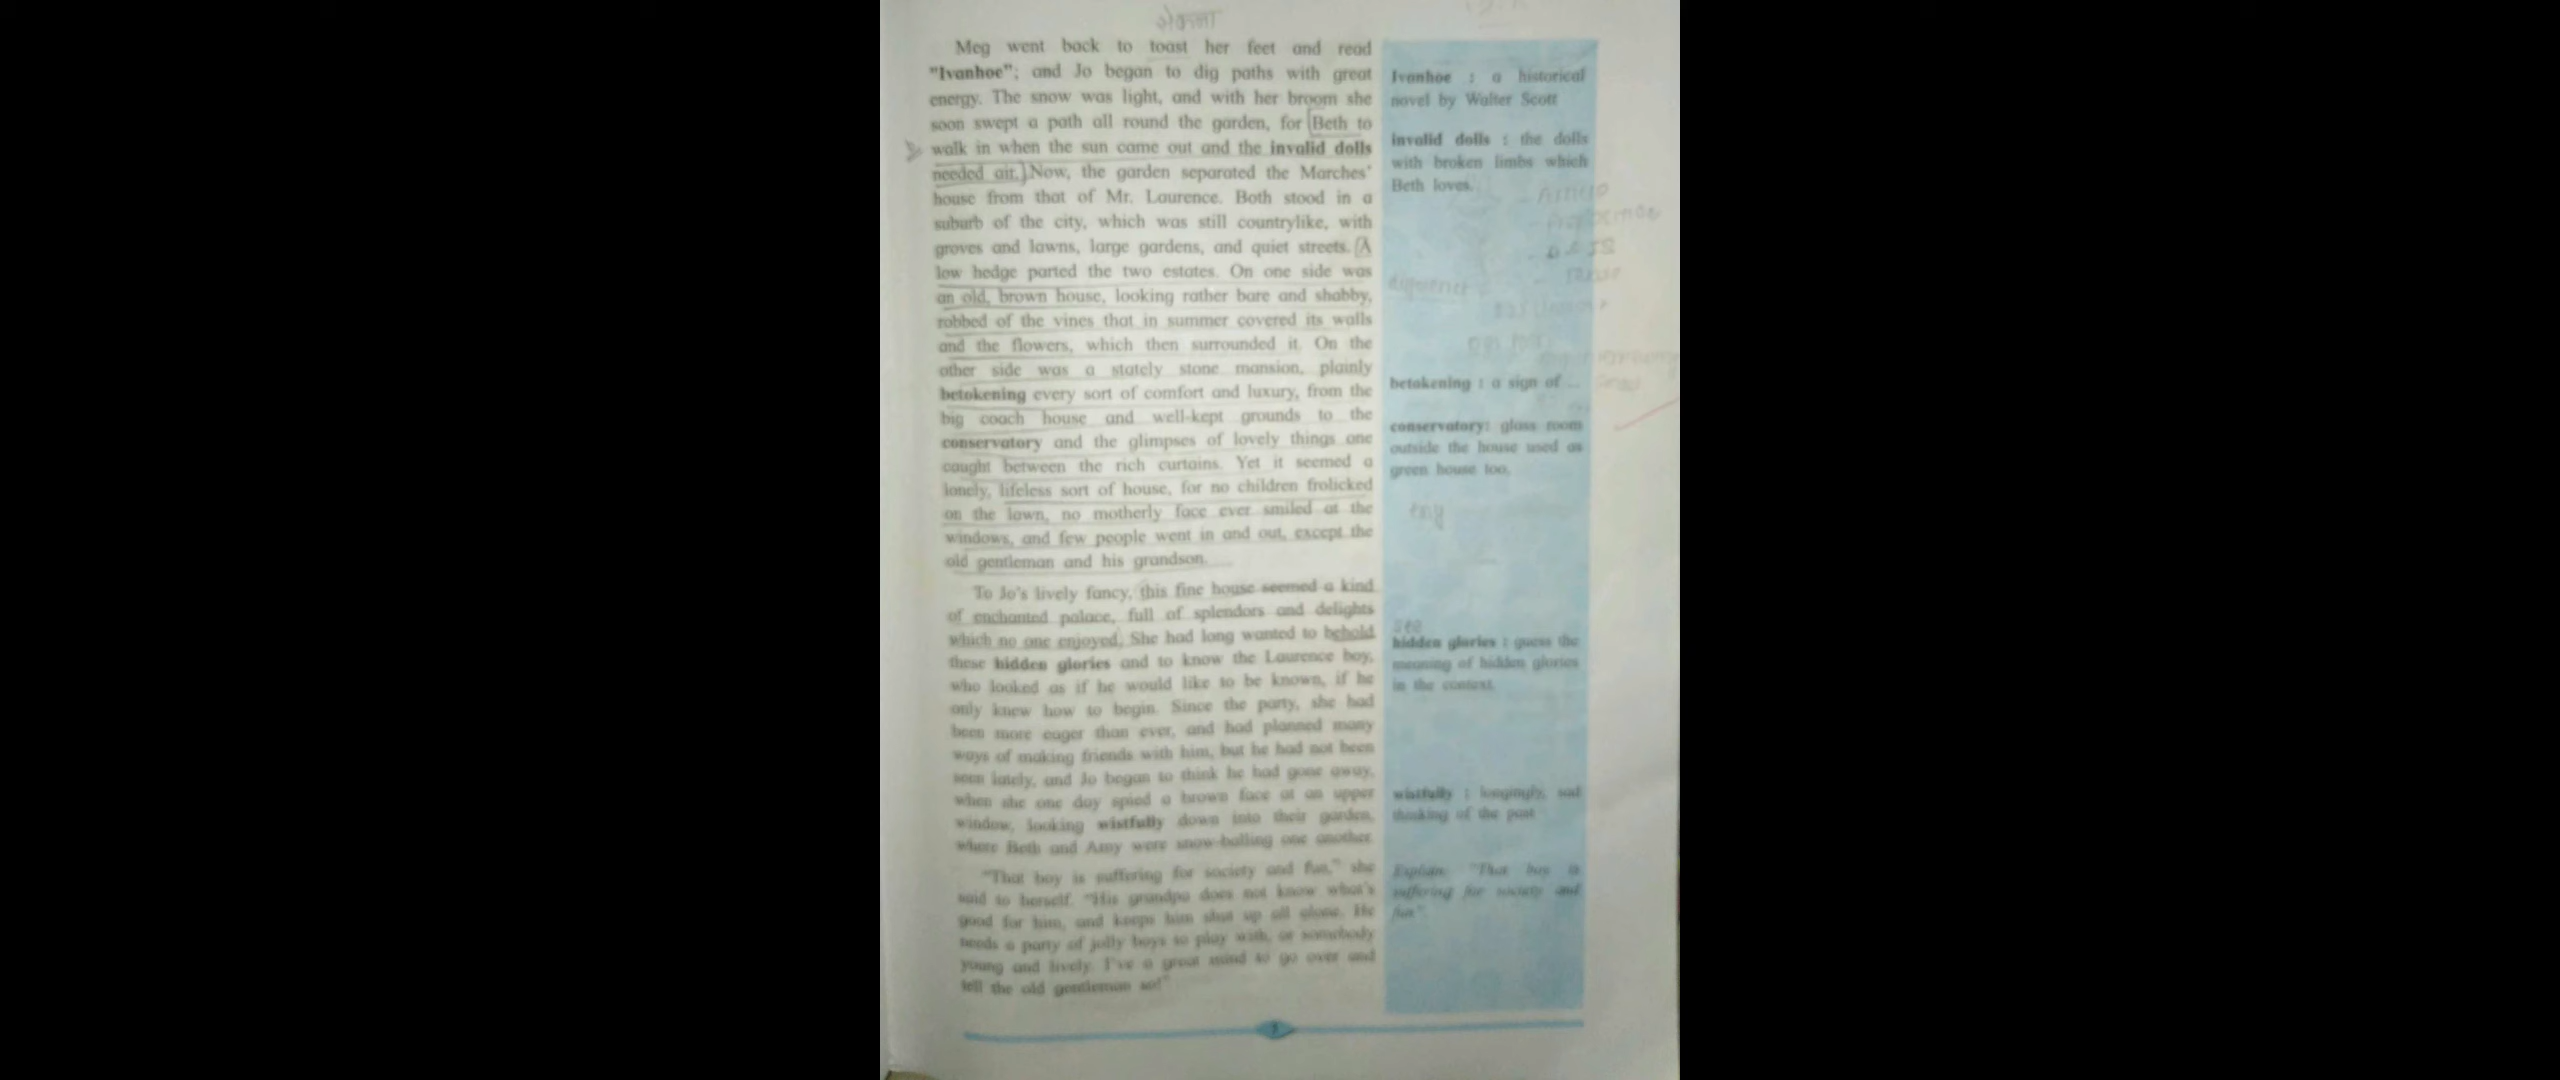 Meg went back to toast her feet and read
"Ivanhoe"; and Jo began to dig paths with great
energy. The snow was light, and with her broom she
soon swept a path all round the garden, for Beth to
walk in when the sun came out and the invalid dolls
needed air. Now, the garden separated the Marches'
house from that of Mr. Laurence. Both stood in a
suburb of the city, which was still countrylike, with
groves and lawns, large gardens, and quiet streets. A
low hedge parted the two estates. On one side was
an old, brown house, looking rather bare and shabby,
robbed of the vines that in summer covered its walls
and the flowers, which then surrounded it. On the
other side was a stately stone mansion, plainly
betokening every sort of comfort and luxury, from the
big coach house and well-kept grounds to the
conservatory and the glimpses of lovely things one
caught between the rich curtains. Yet it seemed a
lonely, lifeless sort of house, for no children frolicked
on the lawn, no motherly face ever smiled at the
windows, and few people went in and out, except the
old gentleman and his grandson.
To Jo's lively fancy, this fine house seemed a kind
of enchanted palace, full of splendors and delights
which no one enjoyed. She had long wanted to behold
these hidden glories and to know the Laurence boy,
who looked as if he would like to be known, if he
only knew how to begin. Since the party, she had
been more eager than ever, and had planned many
ways of making friends with him, but he had not been
seen lately, and Jo began to think he had gone away,
when she one day spied a brown face at an upper
window, looking wistfully down into their garden,
where Beth and Amy were snow-balling one another.
"That boy is suffering for society and fun," she
said to herself. "His grandpa does not know what's
good for him, and keeps him shut up all alone. He
needs a party of jolly boys to play with, or somebody
young and lively. I've a great mind to go over and
tell the old gentleman so!"
Ivanhoe : a historical
novel by Walter Scott
invalid dolls : the dolls
with broken limbs which
Beth loves.
betokening : a sign of ...
conservatory: glass room
outside the house used as
green house too.
hidden glories : guess the
meaning of hidden glories
in the context.
wistfully : longingly, sad
thinking of the past
Explain: "That boy is
suffering for society and
fun".